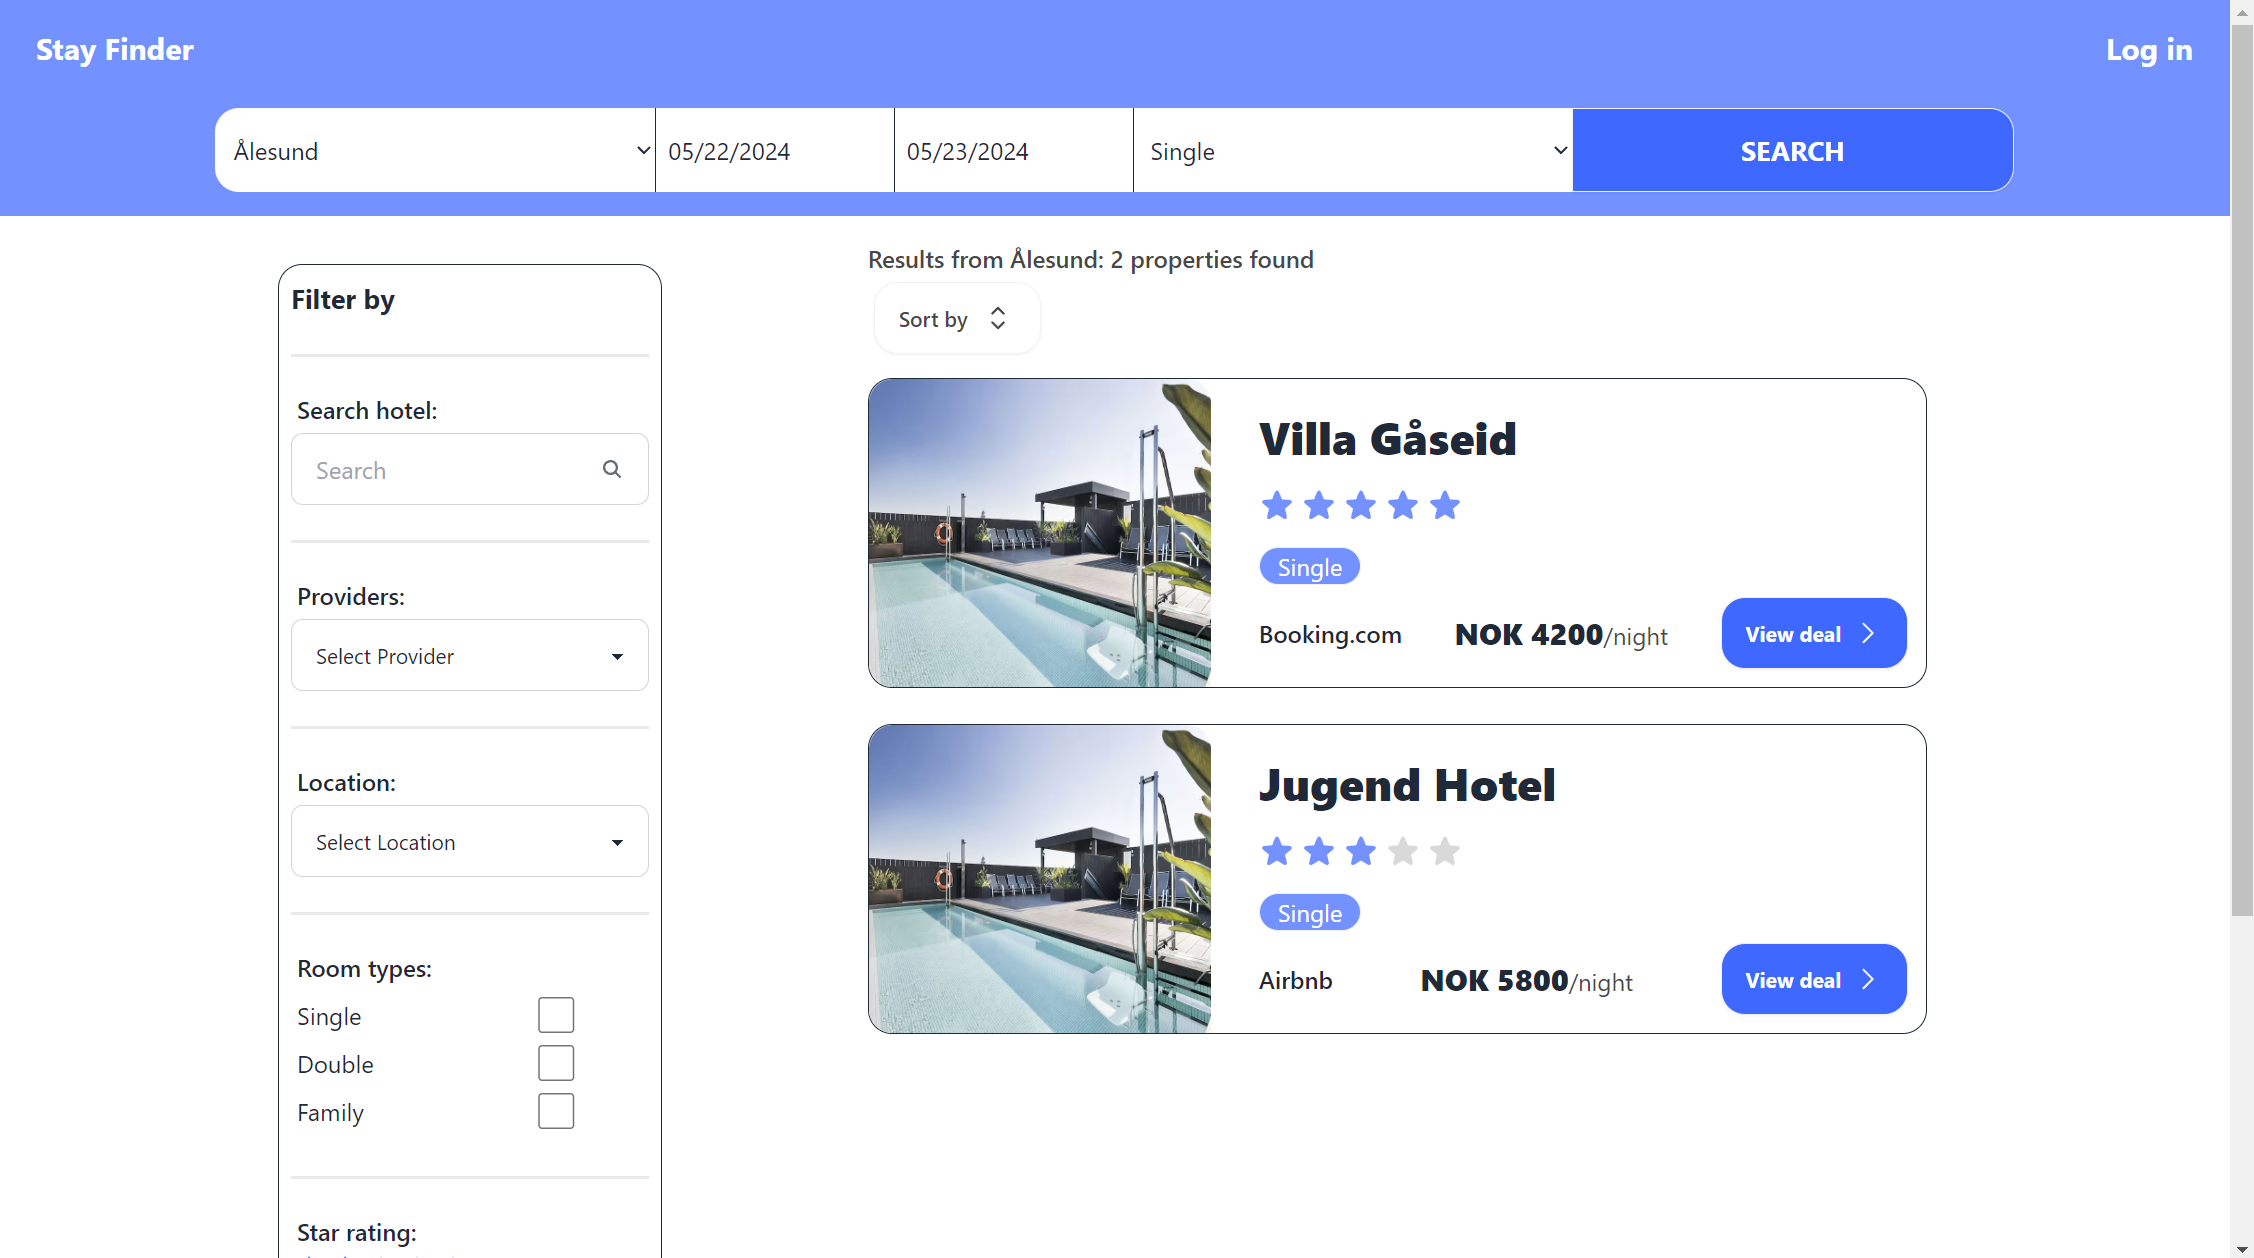 Stay Finder
Log in
Ålesund
05/22/2024
05/23/2024
Single
SEARCH
Filter by
Search hotel:
Search
Providers:
Select Provider
Location:
Select Location
Room types:
Single
Double
Family
Star rating:
Results from Ålesund: 2 properties found
Sort by
Villa Gåseid
Single
Booking.com NOK 4200/night View deal
Jugend Hotel
Single
Airbnb NOK 5800/night View deal